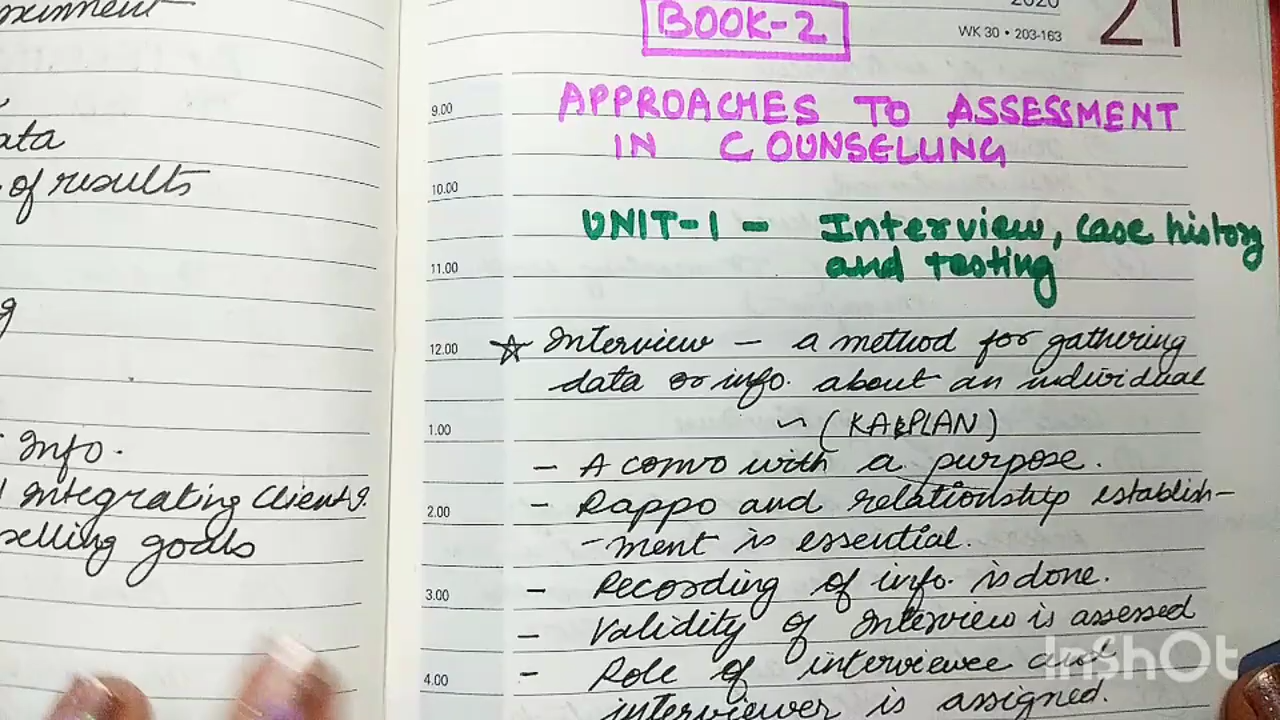 of results
Info.
Integrating Client's
selling goals
2020
21
WK 30 • 203-163
BOOK-2
9.00
APPROACHES TO ASSESSMENT
IN COUNSELLING
10.00
UNIT-1 - Interview, case history
11.00
and testing
12.00
☆ Interview - a method for gathering
data or info. about an individual
1.00
~ (KAPLAN)
- A convo with a purpose.
2.00
- Rappo and relationship establish-
-ment is essential.
3.00
- Recording of info. is done.
- Validity of Interview is assessed
4.00
- Role of interviewee and
interviewer is assigned.
InShOt